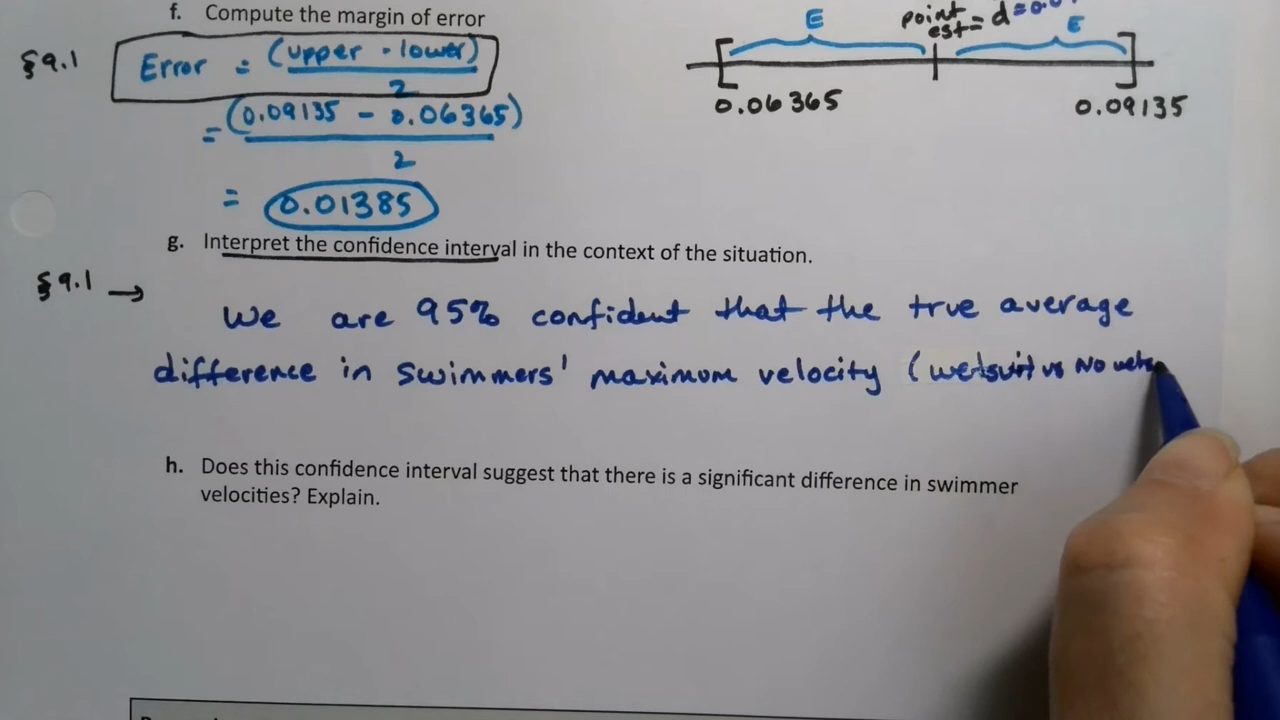 f. Compute the margin of error
§9.1
Error = (upper - lower)
2
= (0.09135 - 0.06365)
2
= 0.01385
E
point
est = d = 0.0
E
0.06365
0.09135
g. Interpret the confidence interval in the context of the situation.
§9.1 →
We are 95% confident that the true average
difference in swimmers' maximum velocity (wetsuit vs No wets
h. Does this confidence interval suggest that there is a significant difference in swimmer
velocities? Explain.